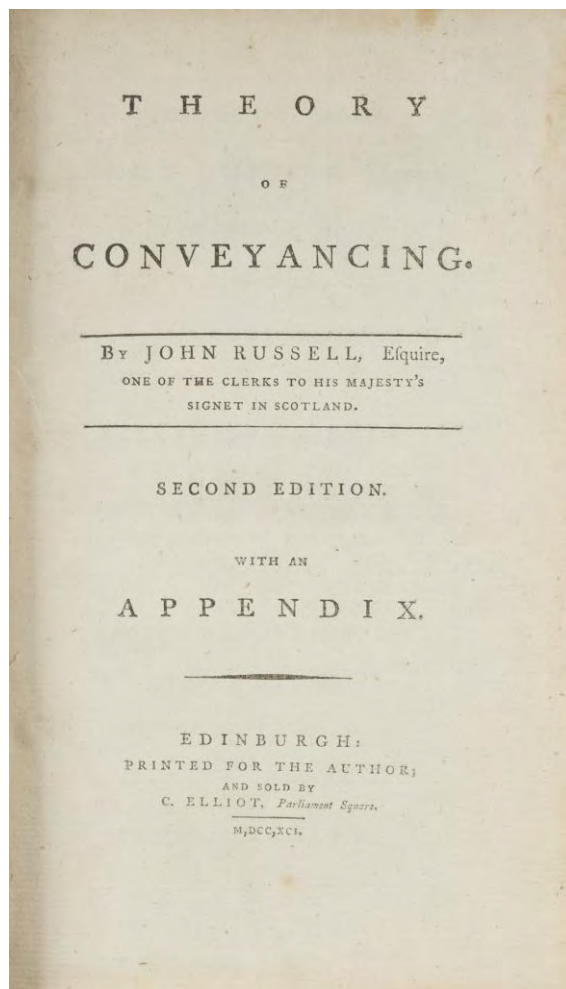 THEORY
OF
CONVEYANCING.
By JOHN RUSSELL, Eſquire,
ONE OF THE CLERKS TO HIS MAJESTY'S
SIGNET IN SCOTLAND.
SECOND EDITION.
WITH AN
APPENDIX.
EDINBURGH:
PRINTED FOR THE AUTHOR;
AND SOLD BY
C. ELLIOT, Parliament Square.
M,DCC,XCI.